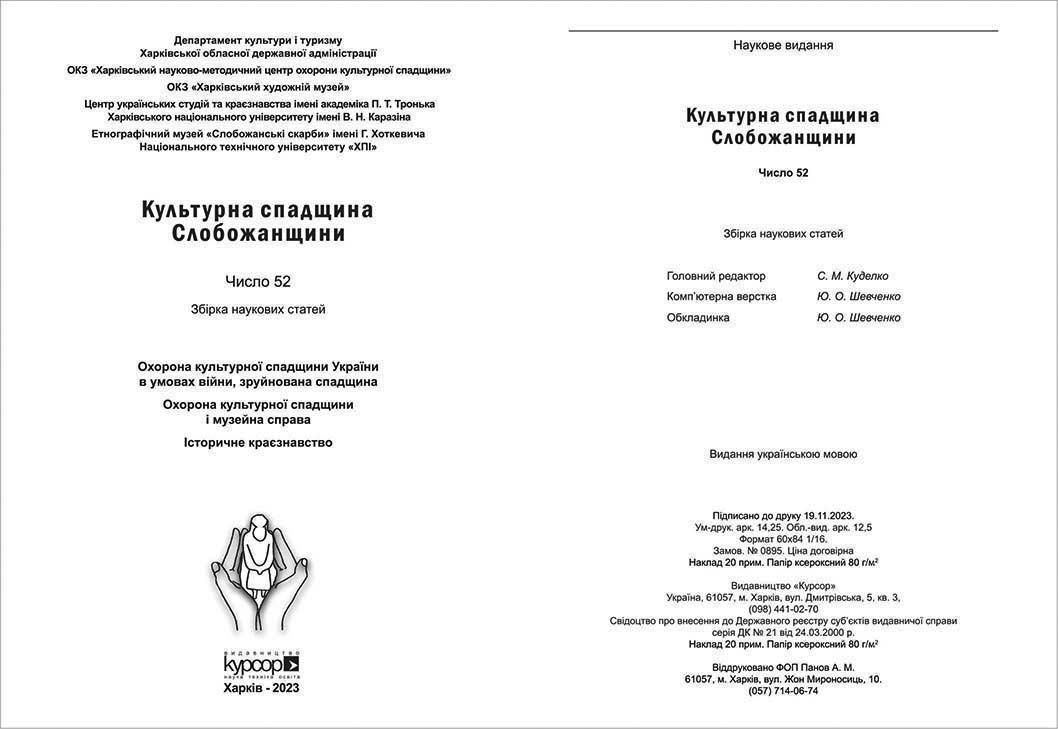 Департамент культури і туризму
Харківської обласної державної адміністрації
ОКЗ «Харківський науково-методичний центр охорони культурної спадщини»
ОКЗ «Харківський художній музей»
Центр українських студій та краєзнавства імені академіка П. Т. Тронька
Харківського національного університету імені В. Н. Каразіна
Етнографічний музей «Слобожанські скарби» імені Г. Хоткевича
Національного технічного університету «ХПІ»
Культурна спадщина
Слобожанщини
Число 52
Збірка наукових статей
Охорона культурної спадщини України
в умовах війни, зруйнована спадщина
Охорона культурної спадщини
і музейна справа
Історичне краєзнавство
видавництво
курсор
наука техніка освіта
Харків - 2023
Наукове видання
Культурна спадщина
Слобожанщини
Число 52
Збірка наукових статей
Головний редактор С. М. Куделко
Комп'ютерна верстка Ю. О. Шевченко
Обкладинка Ю. О. Шевченко
Видання українською мовою
Підписано до друку 19.11.2023.
Ум-друк. арк. 14,25. Обл.-вид. арк. 12,5
Формат 60х84 1/16.
Замов. № 0895. Ціна договірна
Наклад 20 прим. Папір ксероксний 80 г/м²
Видавництво «Курсор»
Україна, 61057, м. Харків, вул. Дмитрівська, 5, кв. 3,
(098) 441-02-70
Свідоцтво про внесення до Державного реєстру суб'єктів видавничої справи
серія ДК № 21 від 24.03.2000 р.
Наклад 20 прим. Папір ксероксний 80 г/м²
Віддруковано ФОП Панов А. М.
61057, м. Харків, вул. Жон Мироносиць, 10.
(057) 714-06-74